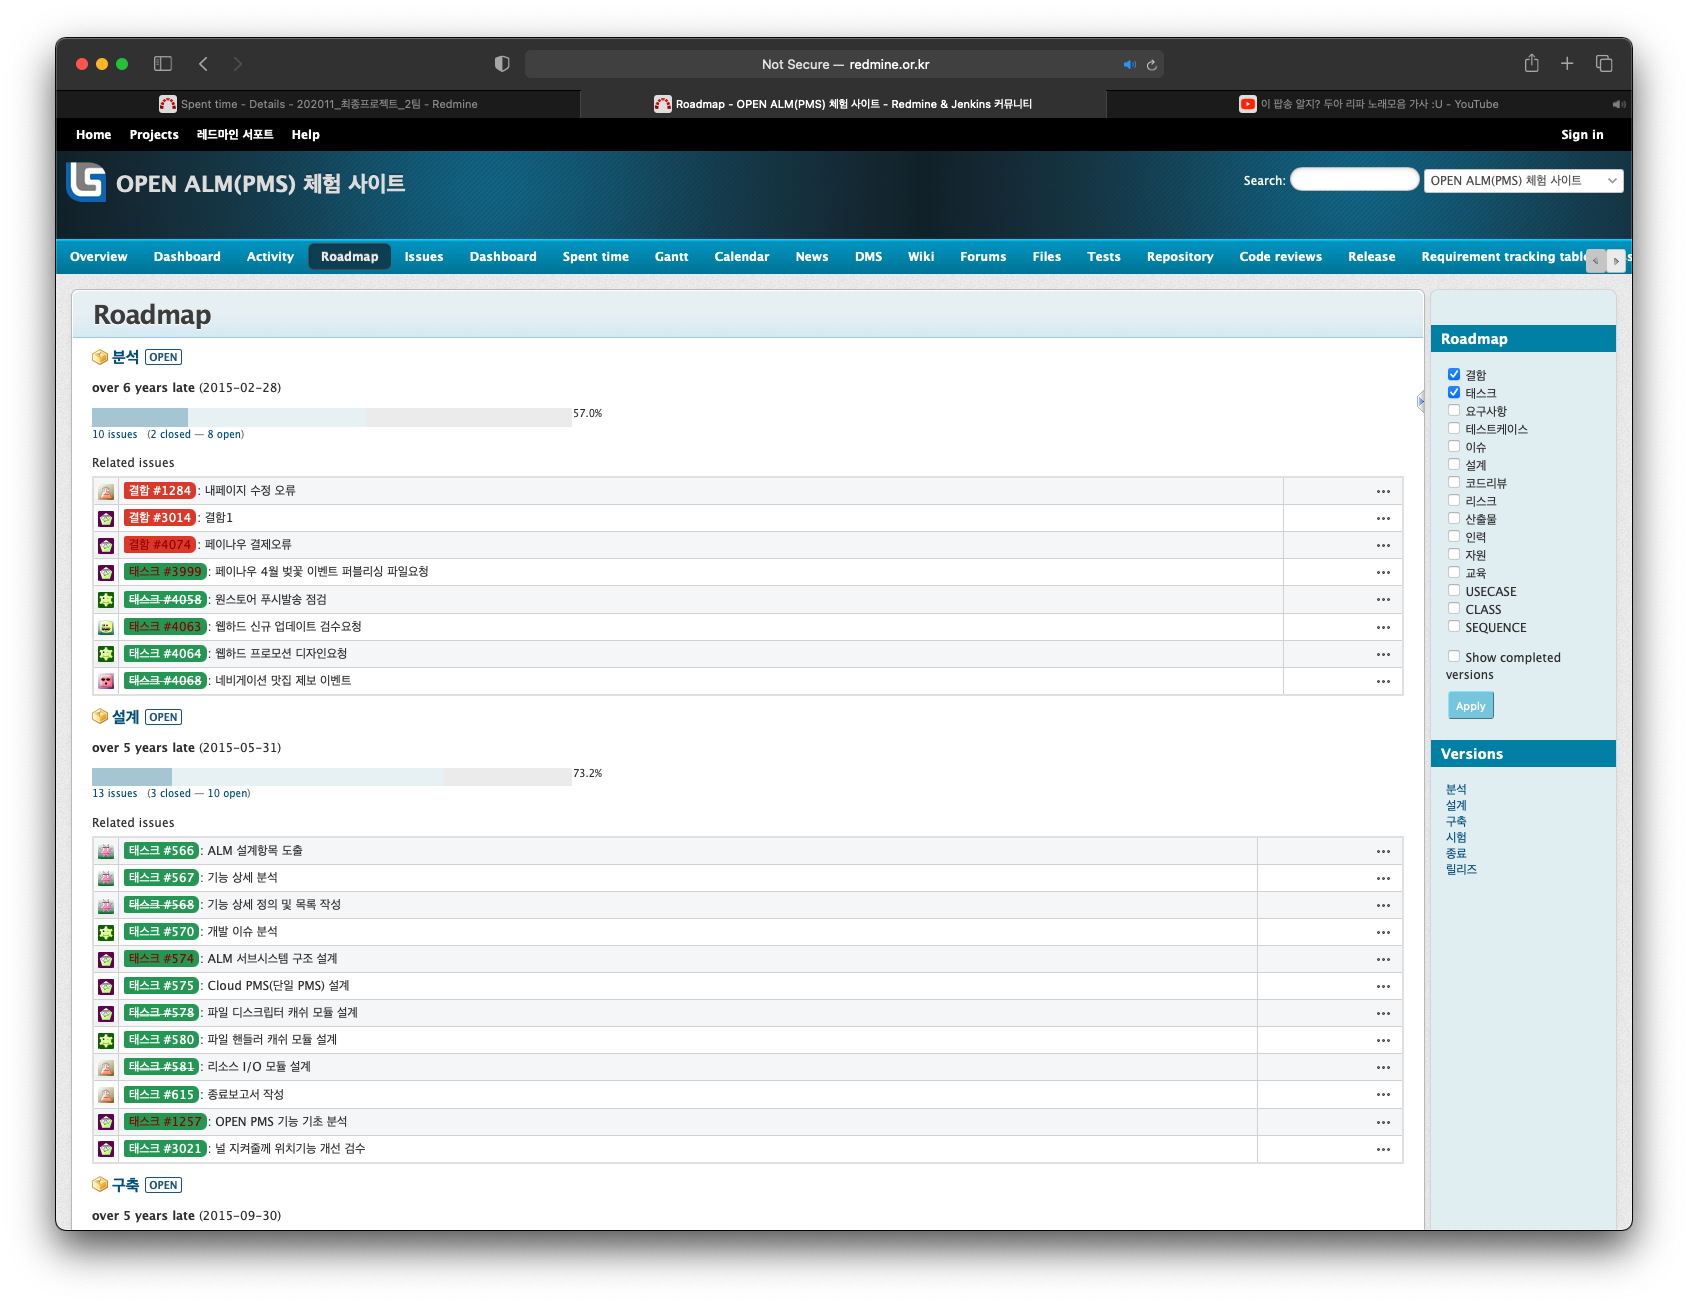 Not Secure — redmine.or.kr
Spent time - Details - 202011_최종프로젝트_2팀 - Redmine
Roadmap - OPEN ALM(PMS) 체험 사이트 - Redmine & Jenkins 커뮤니티
이 팝송 알지? 두아 리파 노래모음 가사 :U - YouTube
Home Projects 레드마인 서포트 Help Sign in
OPEN ALM(PMS) 체험 사이트
Search: OPEN ALM(PMS) 체험 사이트
Overview Dashboard Activity Roadmap Issues Dashboard Spent time Gantt Calendar News DMS Wiki Forums Files Tests Repository Code reviews Release Requirement tracking table
Roadmap
분석 OPEN
over 6 years late (2015-02-28)
57.0%
10 issues (2 closed — 8 open)
Related issues
결함 #1284 : 내페이지 수정 오류
결함 #3014 : 결함1
결함 #4074 : 페이나우 결제오류
태스크 #3999 : 페이나우 4월 벚꽃 이벤트 퍼블리싱 파일요청
태스크 #4058 : 원스토어 푸시발송 점검
태스크 #4063 : 웹하드 신규 업데이트 검수요청
태스크 #4064 : 웹하드 프로모션 디자인요청
태스크 #4068 : 네비게이션 맛집 제보 이벤트
설계 OPEN
over 5 years late (2015-05-31)
73.2%
13 issues (3 closed — 10 open)
Related issues
태스크 #566 : ALM 설계항목 도출
태스크 #567 : 기능 상세 분석
태스크 #568 : 기능 상세 정의 및 목록 작성
태스크 #570 : 개발 이슈 분석
태스크 #574 : ALM 서브시스템 구조 설계
태스크 #575 : Cloud PMS(단일 PMS) 설계
태스크 #578 : 파일 디스크립터 캐쉬 모듈 설계
태스크 #580 : 파일 핸들러 캐쉬 모듈 설계
태스크 #581 : 리소스 I/O 모듈 설계
태스크 #615 : 종료보고서 작성
태스크 #1257 : OPEN PMS 기능 기초 분석
태스크 #3021 : 널 지켜줄께 위치기능 개선 검수
구축 OPEN
over 5 years late (2015-09-30)
Roadmap
결함
태스크
요구사항
테스트케이스
이슈
설계
코드리뷰
리스크
산출물
인력
자원
교육
USECASE
CLASS
SEQUENCE
Show completed
versions
Apply
Versions
분석
설계
구축
시험
종료
릴리즈